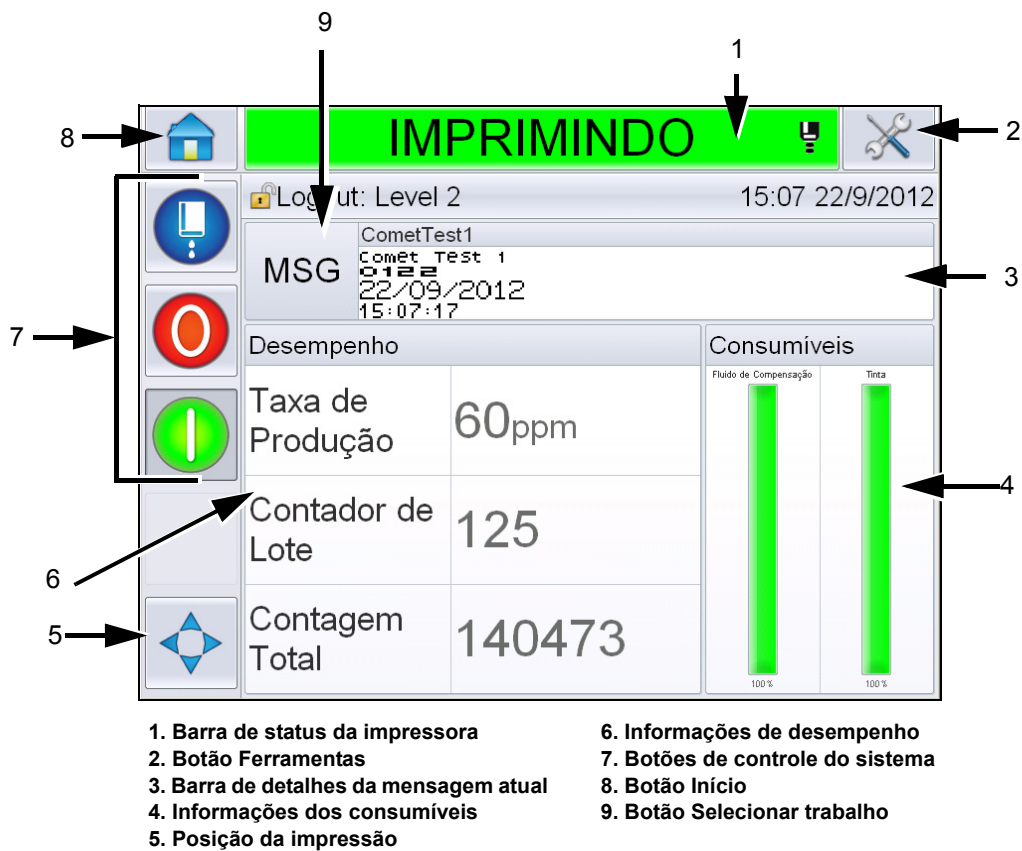 9
1
8
IMPRIMINDO
2
Logout: Level 2
15:07 22/9/2012
MSG
CometTest1
Comet Test 1
0122
22/09/2012
15:07:17
3
7
Desempenho
Consumíveis
Taxa de
Produção
60ppm
Fluido de Compensação
Tinta
Contador de
Lote
125
4
6
5
Contagem
Total
140473
100 %
100 %
1. Barra de status da impressora
2. Botão Ferramentas
3. Barra de detalhes da mensagem atual
4. Informações dos consumíveis
5. Posição da impressão
6. Informações de desempenho
7. Botões de controle do sistema
8. Botão Início
9. Botão Selecionar trabalho